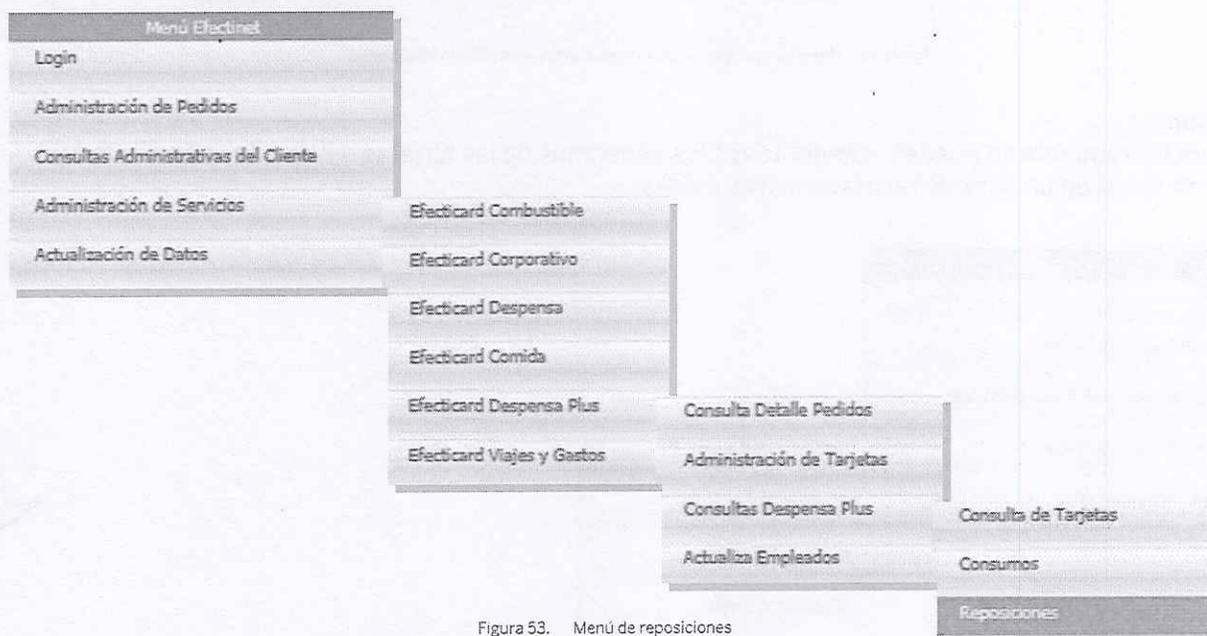 Menú Efectinet
Login
Administración de Pedidos
Consultas Administrativas del Cliente
Administración de Servicios
Actualización de Datos
Efecticard Combustible
Efecticard Corporativo
Efecticard Despensa
Efecticard Comida
Efecticard Despensa Plus
Efecticard Viajes y Gastos
Consulta Detalle Pedidos
Administración de Tarjetas
Consultas Despensa Plus
Actualiza Empleados
Consulta de Tarjetas
Consumos
Reposiciones
Figura 53. Menú de reposiciones